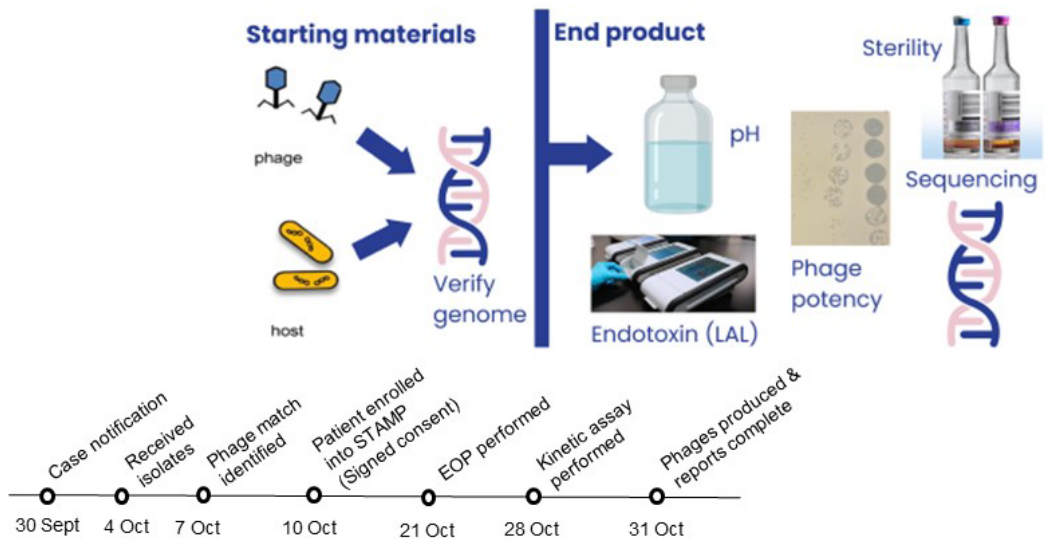 Starting materials
End product
phage
host
Verify
genome
pH
Endotoxin (LAL)
Phage
potency
Sterility
Sequencing
Case notification
Received
isolates
Phage match
identified
Patient enrolled
into STAMP
(Signed consent)
EOP performed
Kinetic assay
performed
Phages produced &
reports complete
30 Sept
4 Oct
7 Oct
10 Oct
21 Oct
28 Oct
31 Oct